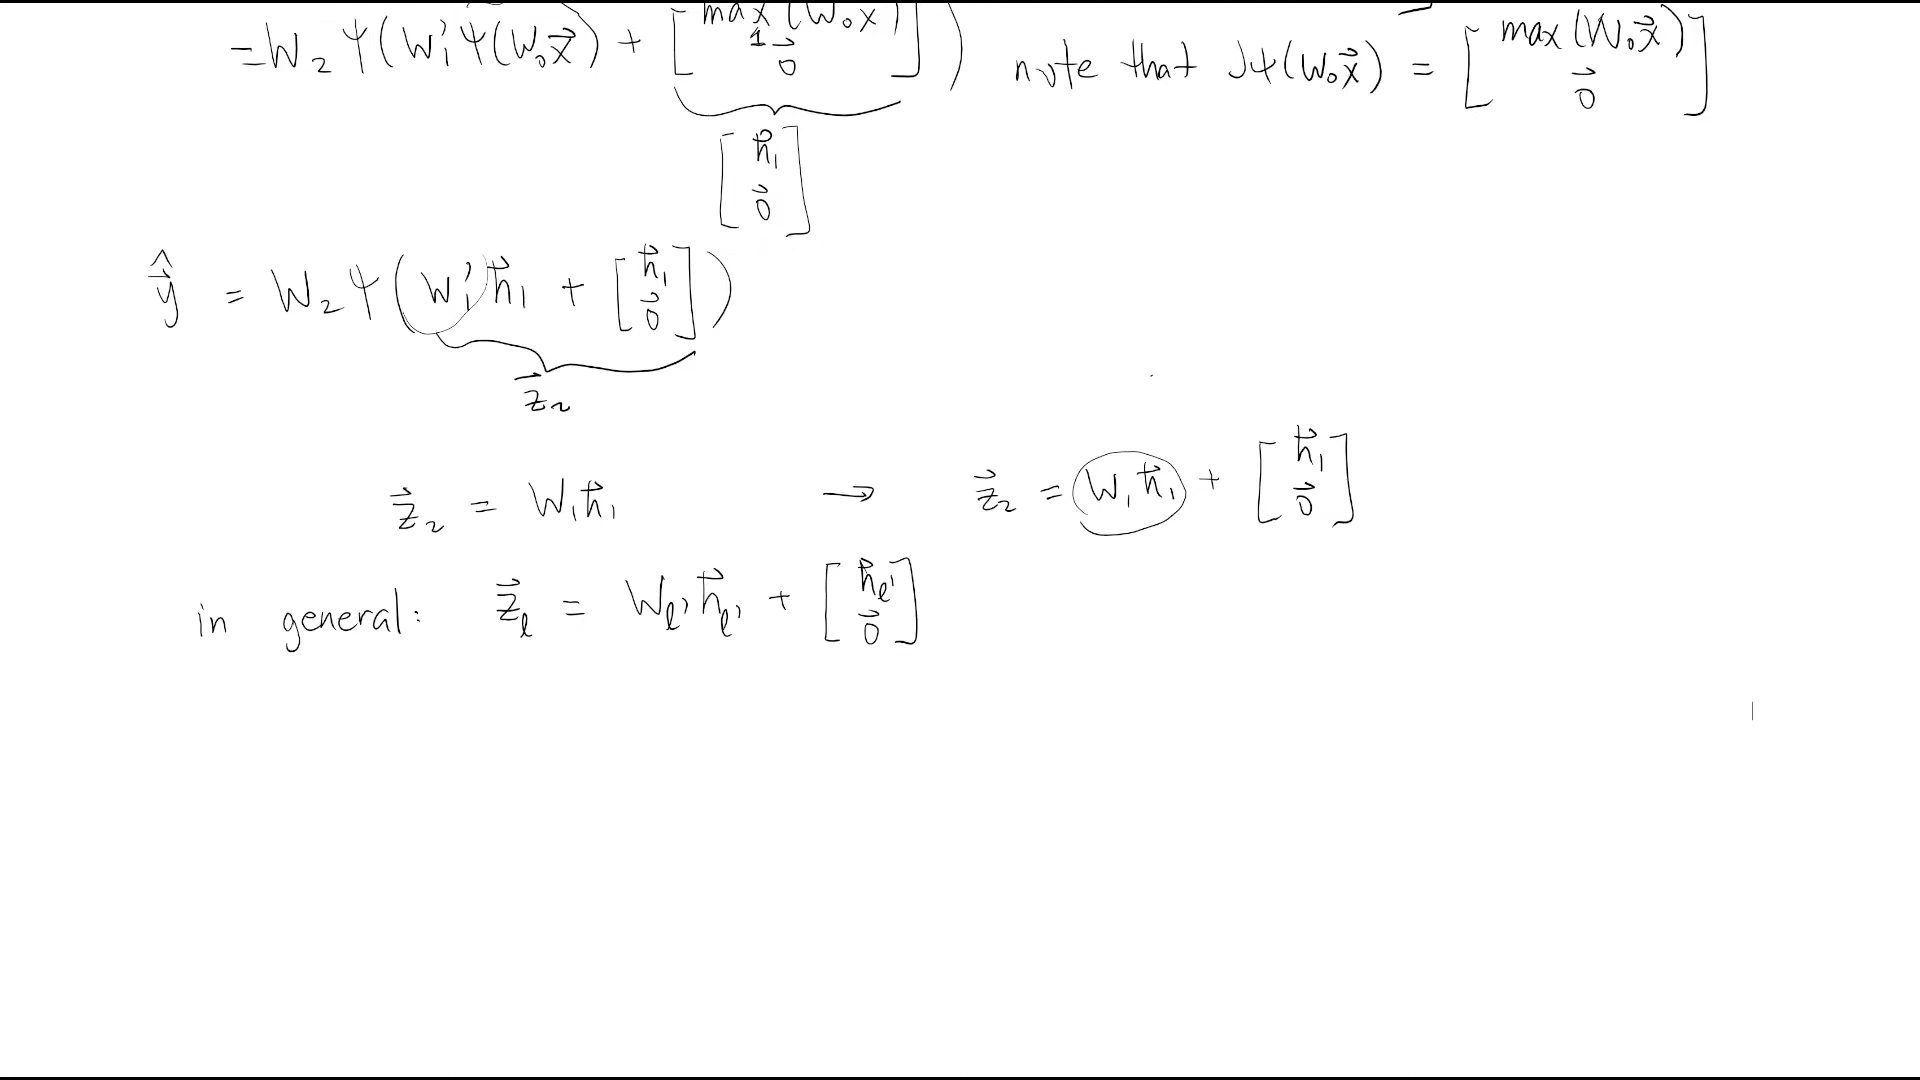 = W₂ ψ(W₁' ψ(W₀x⃗) + [max(W₀x) 1 0⃗]) note that Jψ(W₀x⃗) = [max(W₀x⃗) 0⃗]
[h⃗₁ 0⃗]
ŷ⃗ = W₂ ψ(W₁' h⃗₁ + [h⃗₁ 0⃗])
z⃗₂
z⃗₂ = W₁h⃗₁ → z⃗₂ = W₁h⃗₁ + [h⃗₁ 0⃗]
in general: z⃗ₗ = Wₗ' h⃗ₗ' + [h⃗ₗ' 0⃗]